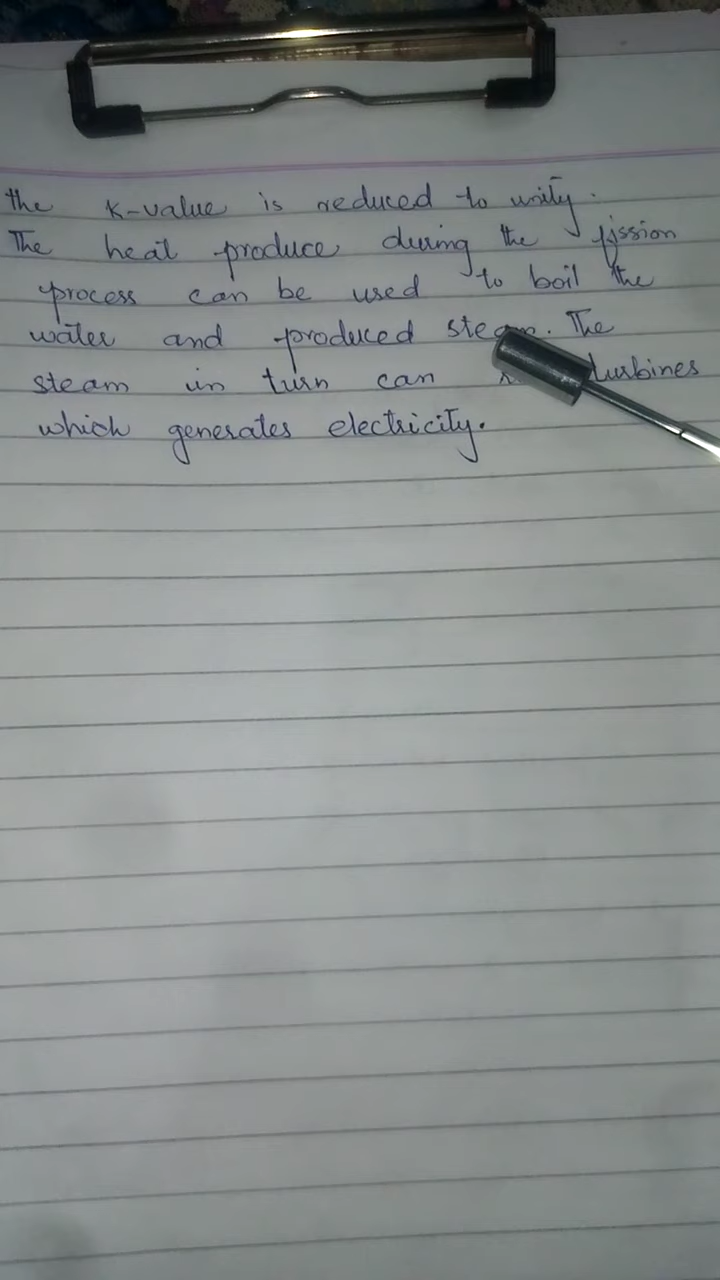 the K-value is reduced to unity.
The heat produce during the fission
process can be used to boil the
water and produced steam. The
steam in turn can turbines
which generates electricity.